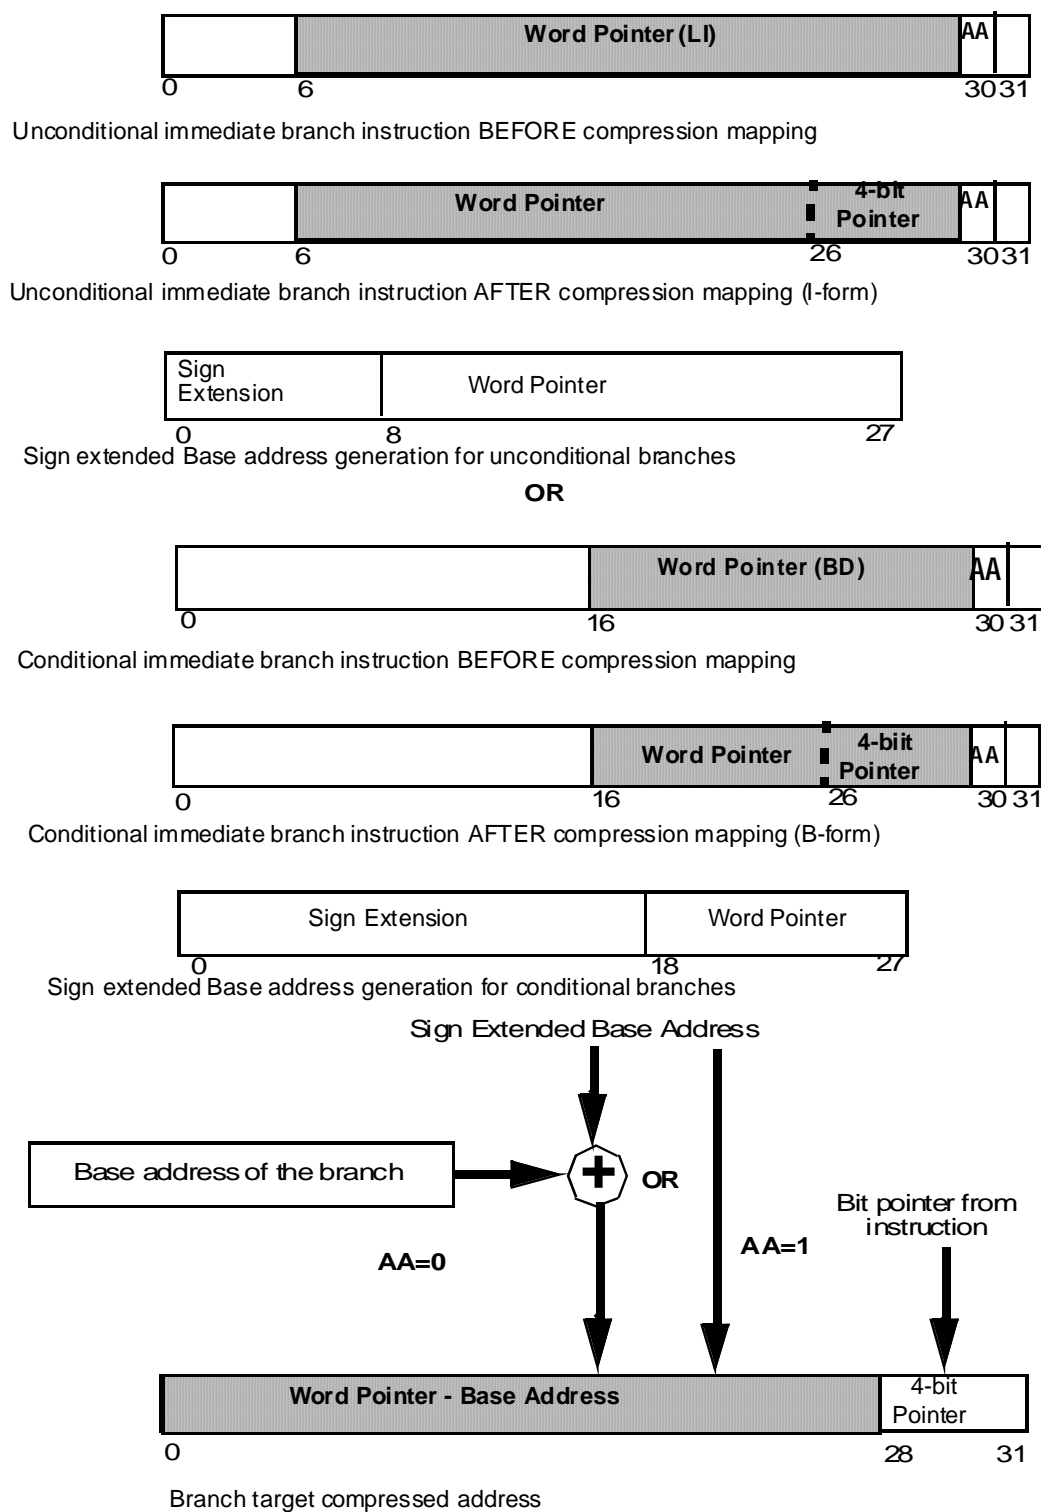 Word Pointer (LI) AA
0 6 30 31
Unconditional immediate branch instruction BEFORE compression mapping
Word Pointer 4-bit Pointer AA
0 6 26 30 31
Unconditional immediate branch instruction AFTER compression mapping (I-form)
Sign Extension Word Pointer
0 8 27
Sign extended Base address generation for unconditional branches
OR
Word Pointer (BD) AA
0 16 30 31
Conditional immediate branch instruction BEFORE compression mapping
Word Pointer 4-biit Pointer AA
0 16 26 30 31
Conditional immediate branch instruction AFTER compression mapping (B-form)
Sign Extension Word Pointer
0 18 27
Sign extended Base address generation for conditional branches
Sign Extended Base Address
Base address of the branch + OR
Bit pointer from
instruction
AA=0 AA=1
Word Pointer - Base Address 4-bit Pointer
0 28 31
Branch target compressed address